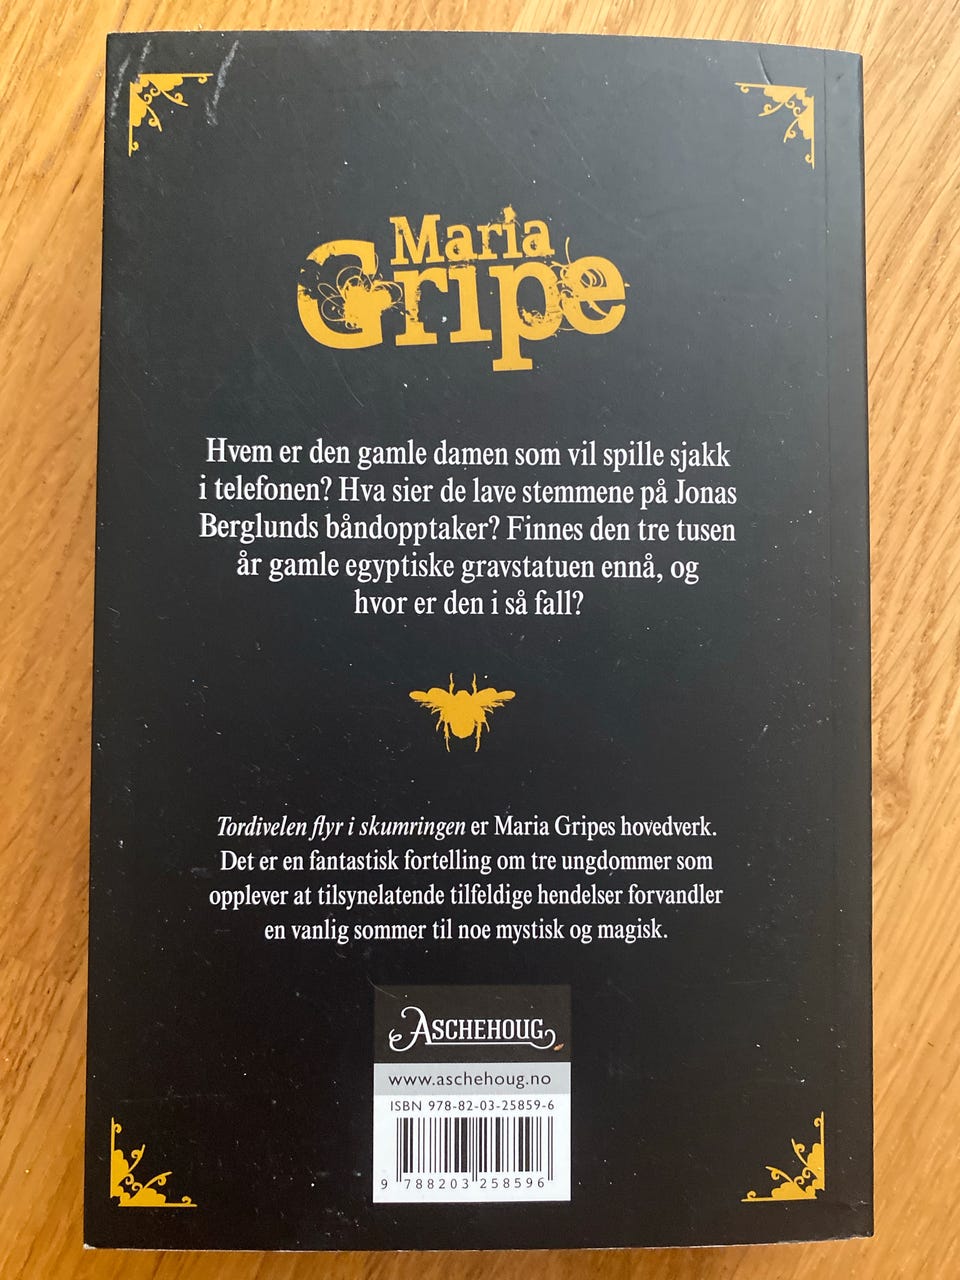 Maria
Gripe
Hvem er den gamle damen som vil spille sjakk
i telefonen? Hva sier de lave stemmene på Jonas
Berglunds båndopptaker? Finnes den tre tusen
år gamle egyptiske gravstatuen ennå, og
hvor er den i så fall?
Tordivelen flyr i skumringen er Maria Gripes hovedverk.
Det er en fantastisk fortelling om tre ungdommer som
opplever at tilsynelatende tilfeldige hendelser forvandler
en vanlig sommer til noe mystisk og magisk.
ASCHEHOUG
www.aschehoug.no
ISBN 978-82-03-25859-6
9 788203 258596